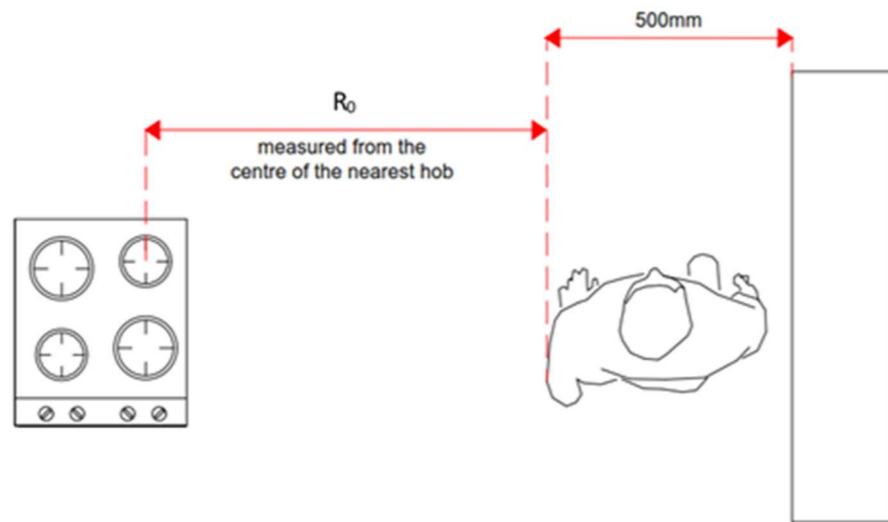 500mm
R₀
measured from the
centre of the nearest hob